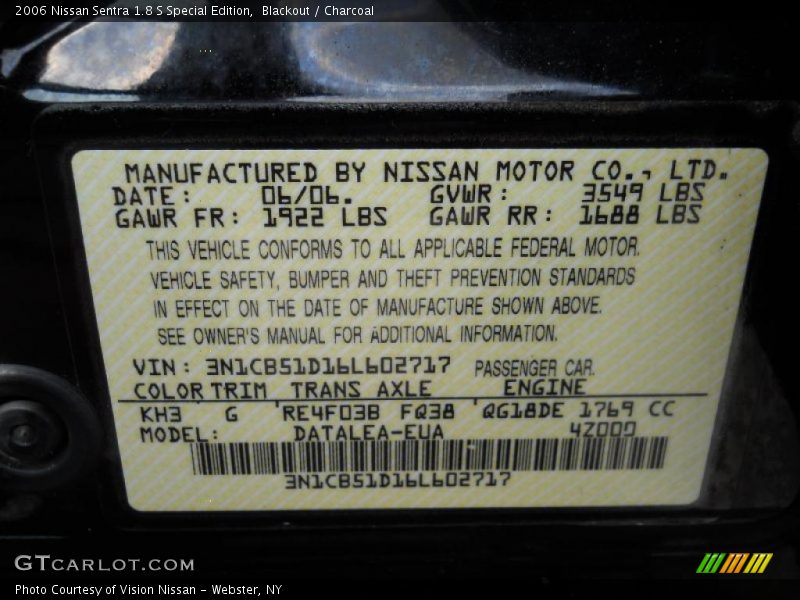 2006 Nissan Sentra 1.8 S Special Edition,  Blackout / Charcoal
MANUFACTURED BY NISSAN MOTOR CO., LTD.
DATE: 06/06. GVWR: 3549 LBS
GAWR FR: 1922 LBS GAWR RR: 1688 LBS
THIS VEHICLE CONFORMS TO ALL APPLICABLE FEDERAL MOTOR.
VEHICLE SAFETY, BUMPER AND THEFT PREVENTION STANDARDS
IN EFFECT ON THE DATE OF MANUFACTURE SHOWN ABOVE.
SEE OWNER'S MANUAL FOR ADDITIONAL INFORMATION.
VIN: 3N1CB51D16L602717 PASSENGER CAR.
COLOR TRIM TRANS AXLE ENGINE
KH3 G 'RE4F03B FQ38 'QG18DE 1769 CC
MODEL: DATALEA-EUA 4Z000
3N1CB51D16L602717
GTCARLOT.COM
Photo Courtesy of Vision Nissan - Webster, NY